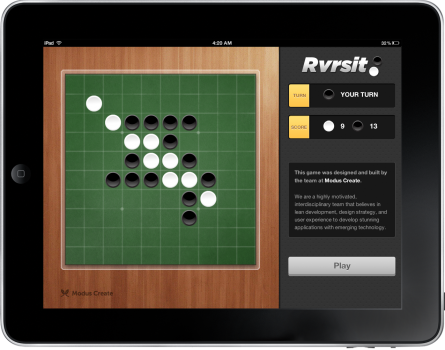 iPad
4:20 AM
32%
Rvrsit
TURN
YOUR TURN
SCORE
9
13
This game was designed and built by
the team at Modus Create.
We are a highly motivated,
interdisciplinary team that believes in
lean development, design strategy, and
user experience to develop stunning
applications with emerging technology.
Play
Modus Create